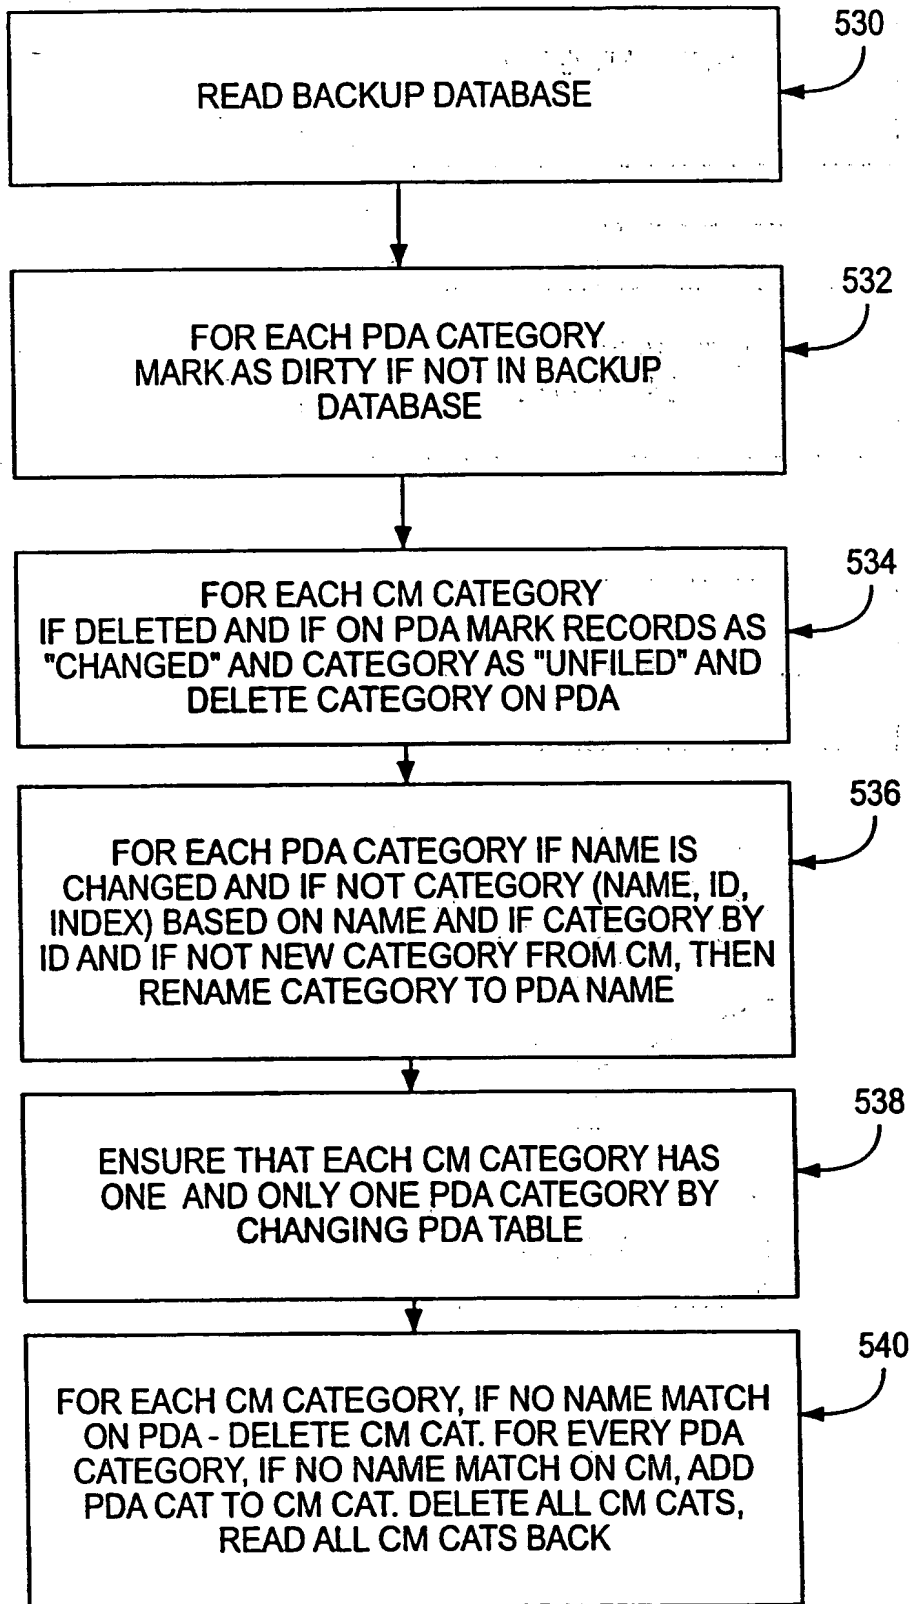 530
READ BACKUP DATABASE
532
FOR EACH PDA CATEGORY
MARK AS DIRTY IF NOT IN BACKUP
DATABASE
534
FOR EACH CM CATEGORY
IF DELETED AND IF ON PDA MARK RECORDS AS
"CHANGED" AND CATEGORY AS "UNFILED" AND
DELETE CATEGORY ON PDA
536
FOR EACH PDA CATEGORY IF NAME IS
CHANGED AND IF NOT CATEGORY (NAME, ID,
INDEX) BASED ON NAME AND IF CATEGORY BY
ID AND IF NOT NEW CATEGORY FROM CM, THEN
RENAME CATEGORY TO PDA NAME
538
ENSURE THAT EACH CM CATEGORY HAS
ONE AND ONLY ONE PDA CATEGORY BY
CHANGING PDA TABLE
540
FOR EACH CM CATEGORY, IF NO NAME MATCH
ON PDA - DELETE CM CAT. FOR EVERY PDA
CATEGORY, IF NO NAME MATCH ON CM, ADD
PDA CAT TO CM CAT. DELETE ALL CM CATS,
READ ALL CM CATS BACK